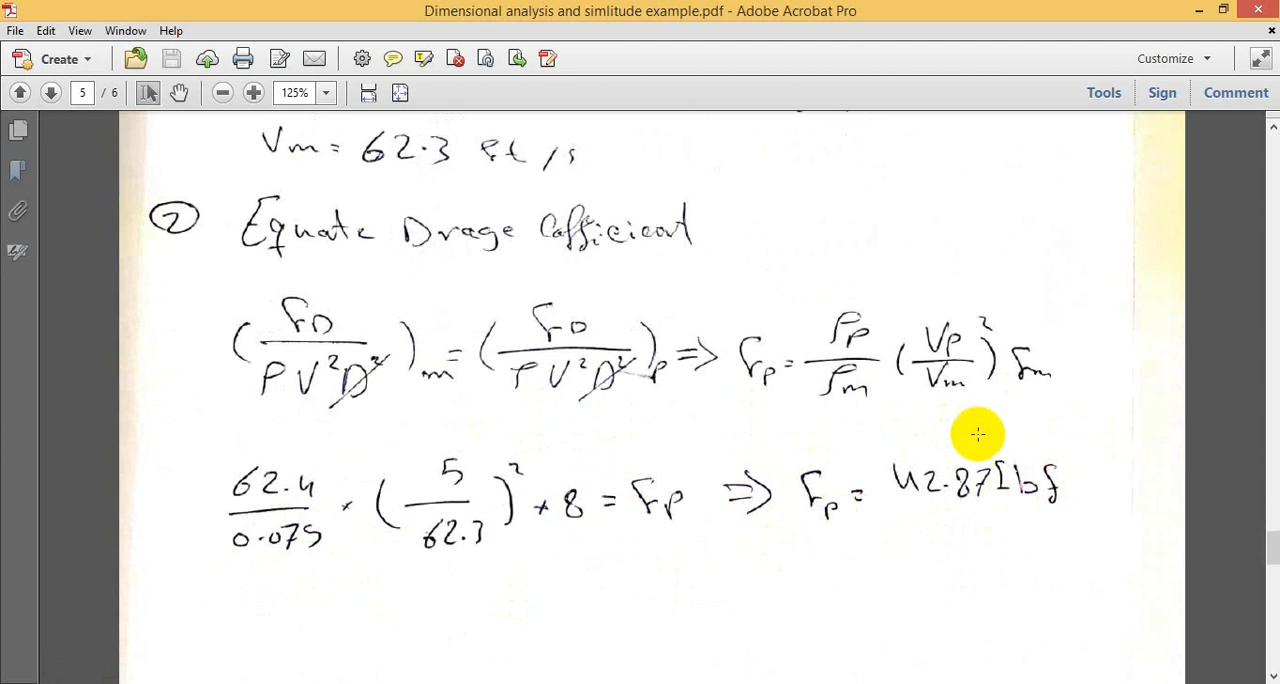 Dimensional analysis and simlitude example.pdf - Adobe Acrobat Pro
File Edit View Window Help
Create Customize
5 / 6 125% Tools Sign Comment
Vm = 62.3 ft/s
② Equate Drage Cofficieant
(FD / ρV²D²)m = (FD / ρV²D²)p => Fp = ρp/ρm (Vp/Vm)² Fm
62.4/0.075 * (5/62.3)² * 8 = Fp => Fp = 42.87 Ibf